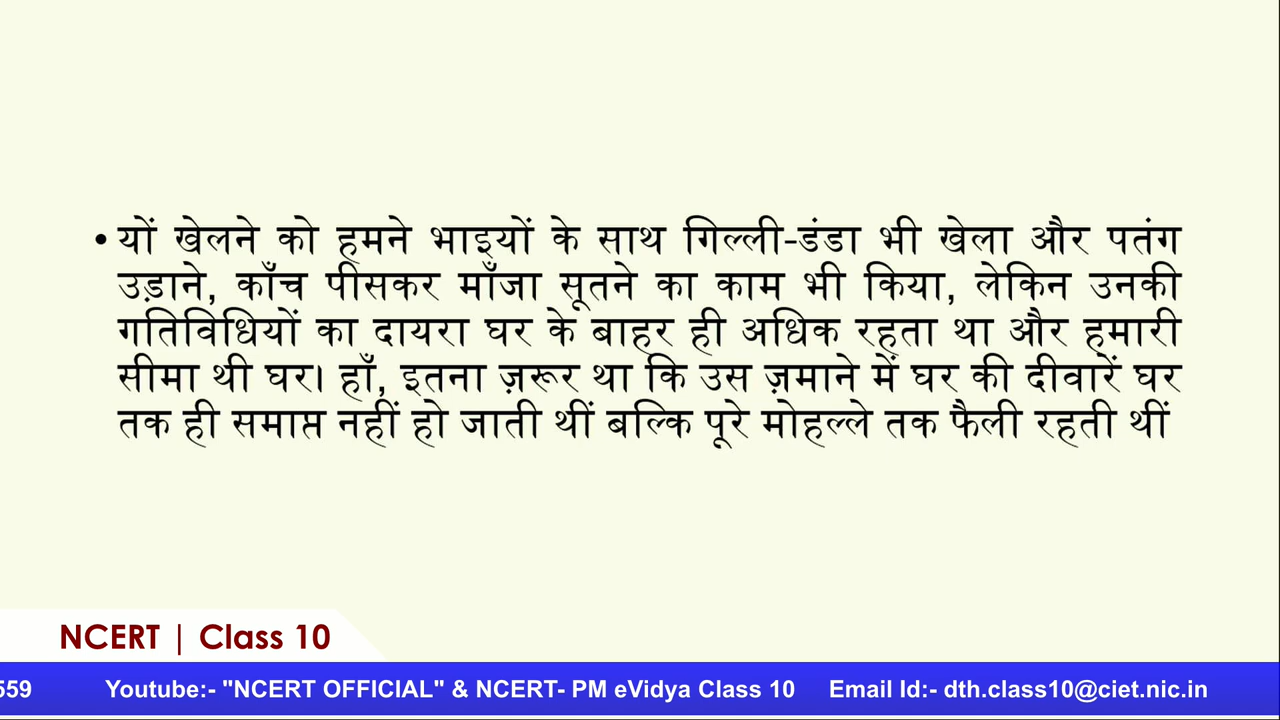 • यों खेलने को हमने भाइयों के साथ गिल्ली-डंडा भी खेला और पतंग
उड़ाने, काँच पीसकर माँजा सूतने का काम भी किया, लेकिन उनकी
गतिविधियों का दायरा घर के बाहर ही अधिक रहता था और हमारी
सीमा थी घर। हाँ, इतना ज़रूर था कि उस ज़माने में घर की दीवारें घर
तक ही समाप्त नहीं हो जाती थीं बल्कि पूरे मोहल्ले तक फैली रहती थीं
NCERT | Class 10
559 Youtube:- "NCERT OFFICIAL" & NCERT- PM eVidya Class 10 Email Id:- dth.class10@ciet.nic.in